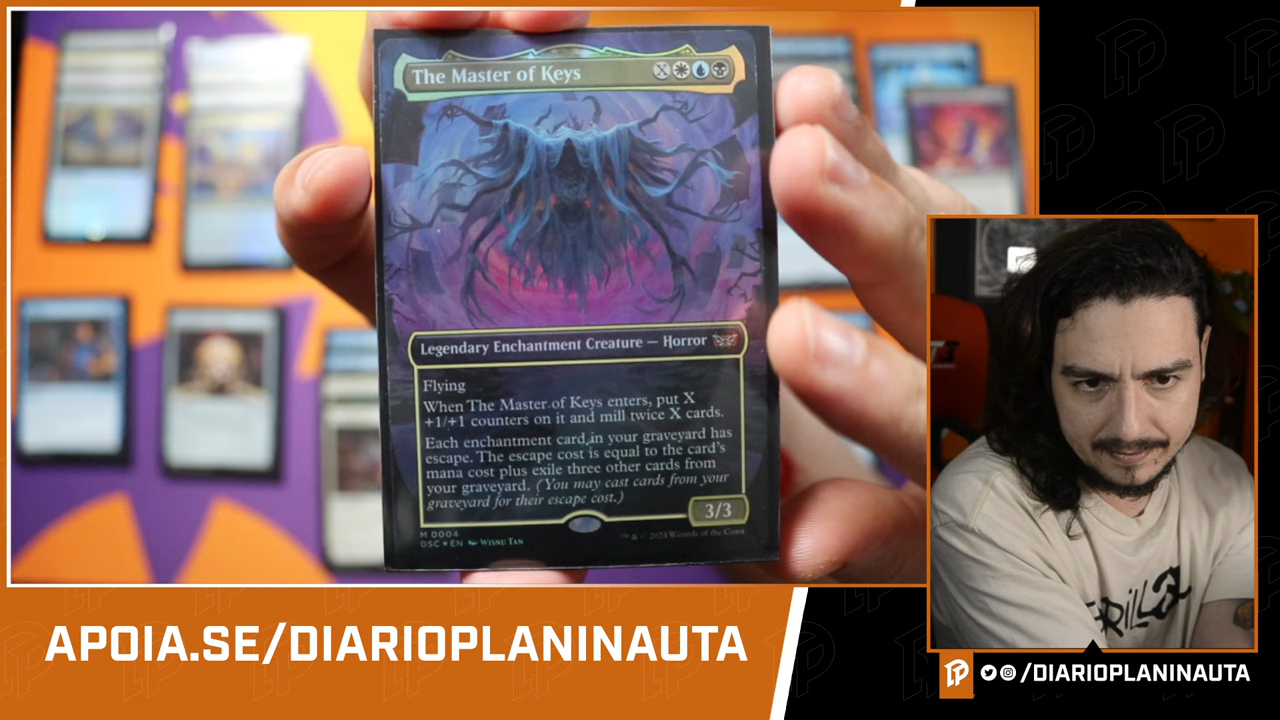 The Master of Keys
X
Legendary Enchantment Creature — Horror
Flying
When The Master of Keys enters, put X
+1/+1 counters on it and mill twice X cards.
Each enchantment card in your graveyard has
escape. The escape cost is equal to the card's
mana cost plus exile three other cards from
your graveyard. (You may cast cards from your
graveyard for their escape cost.)
3/3
M 0004
DSC ★ EN WISNU TAN
™ & © 2024 Wizards of the Coast
APOIA.SE/DIARIOPLANINAUTA
/DIARIOPLANINAUTA